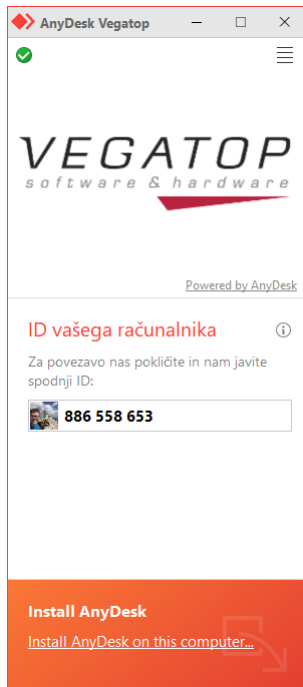 AnyDesk Vegatop
VEGATOP
software & hardware
Powered by AnyDesk
ID vašega računalnika
Za povezavo nas pokličite in nam javite
spodnji ID:
886 558 653
Install AnyDesk
Install AnyDesk on this computer...